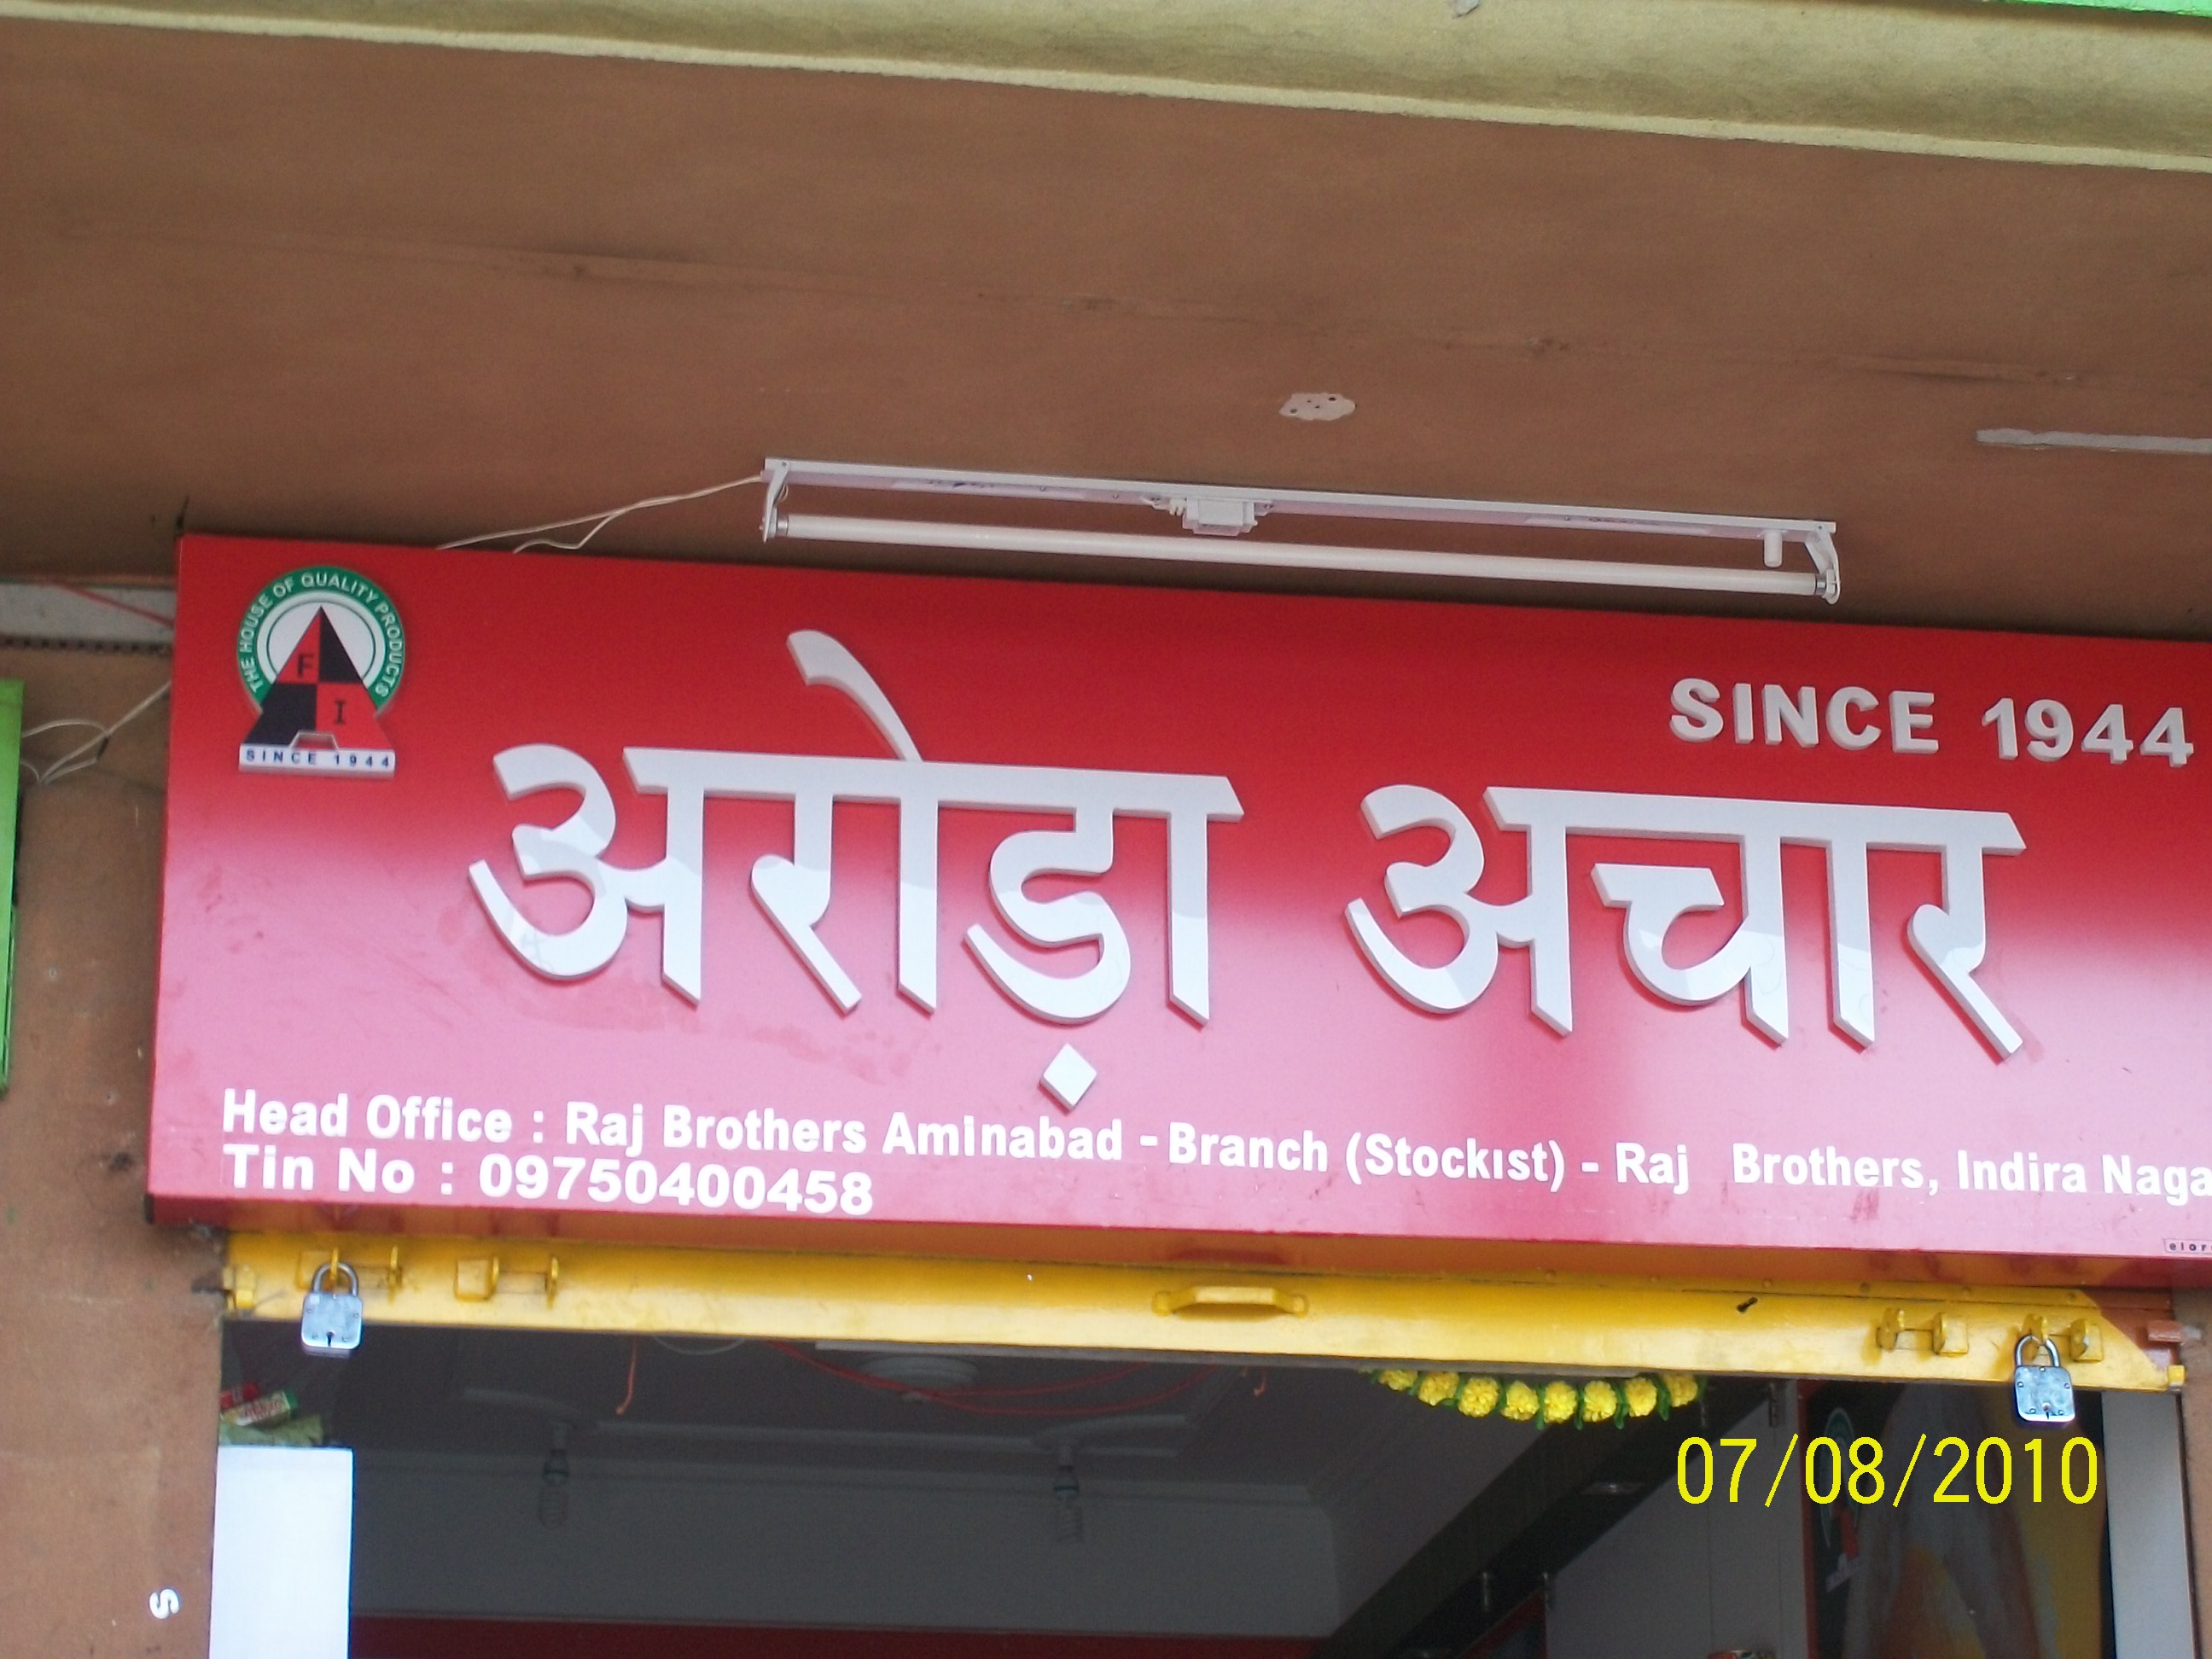 THE HOUSE OF QUALITY PRODUCTS
F
I
SINCE 1944
SINCE 1944
अरोड़ा अचार
Head Office : Raj Brothers Aminabad - Branch (Stockist) - Raj Brothers, Indira Naga
Tin No : 09750400458
07/08/2010
S